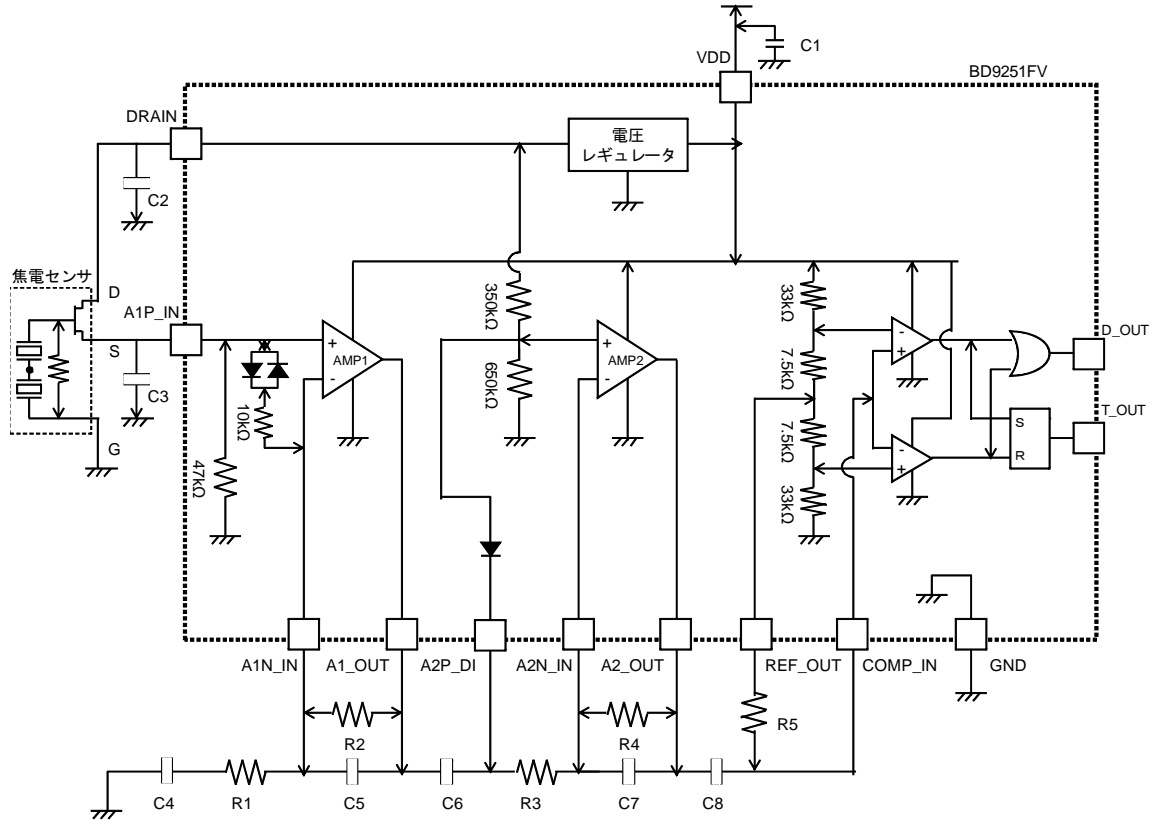 C1
VDD
BD9251FV
DRAIN
電圧
レギュレータ
C2
焦電センサ
D
A1P_IN
S
C3
G
350kΩ
650kΩ
AMP1
+
-
AMP2
+
-
10kΩ
47kΩ
33kΩ
7.5kΩ
7.5kΩ
33kΩ
-
+
-
+
S
R
D_OUT
T_OUT
A1N_IN
A1_OUT
A2P_DI
A2N_IN
A2_OUT
REF_OUT
COMP_IN
GND
R2
R4
R5
C4
R1
C5
C6
R3
C7
C8